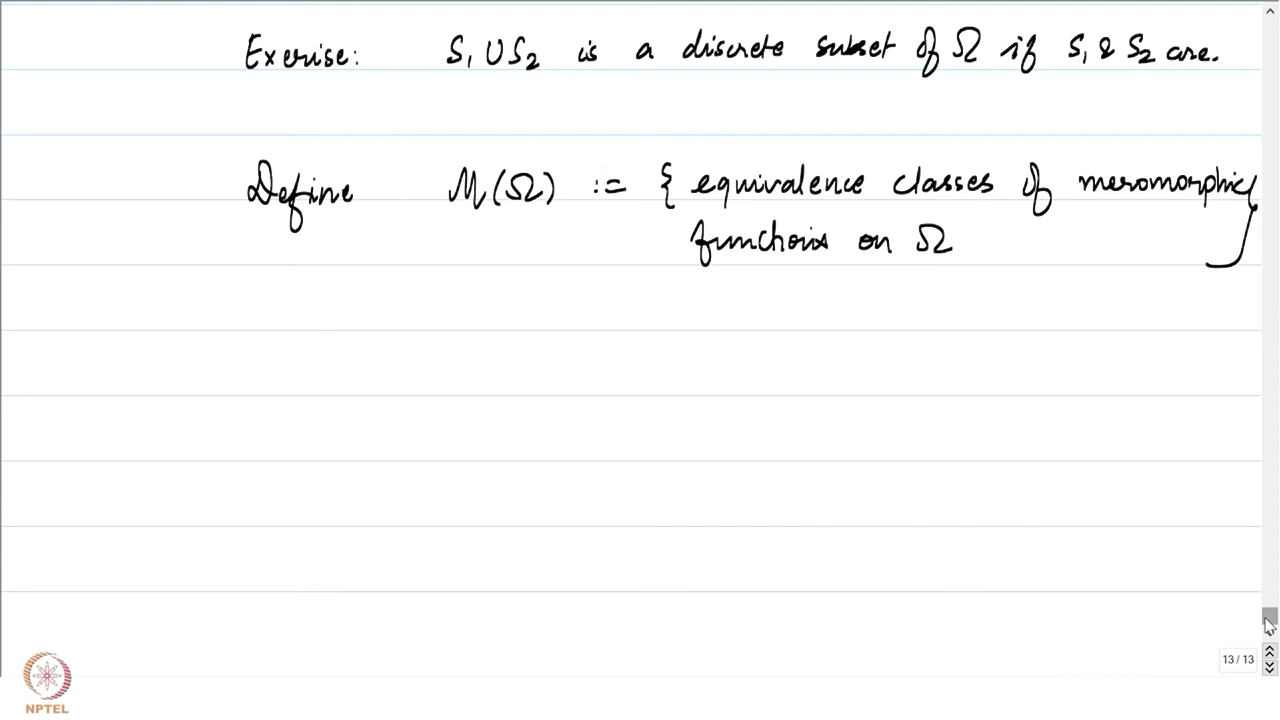 Exerise: S₁ ∪ S₂ is a discrete subset of Ω if S₁ & S₂ are.
Define M(Ω) := { equivalence classes of meromorphic
functions on Ω }
13 / 13
NPTEL